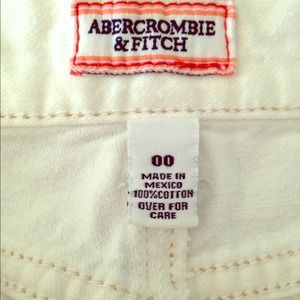 ABERCROMBIE
& FITCH
00
MADE IN
MEXICO
100%COTTON
OVER FOR
CARE